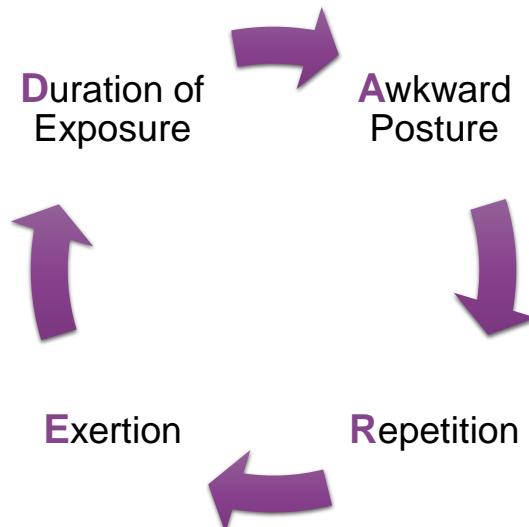 Duration of
Exposure
Awkward
Posture
Repetition
Exertion